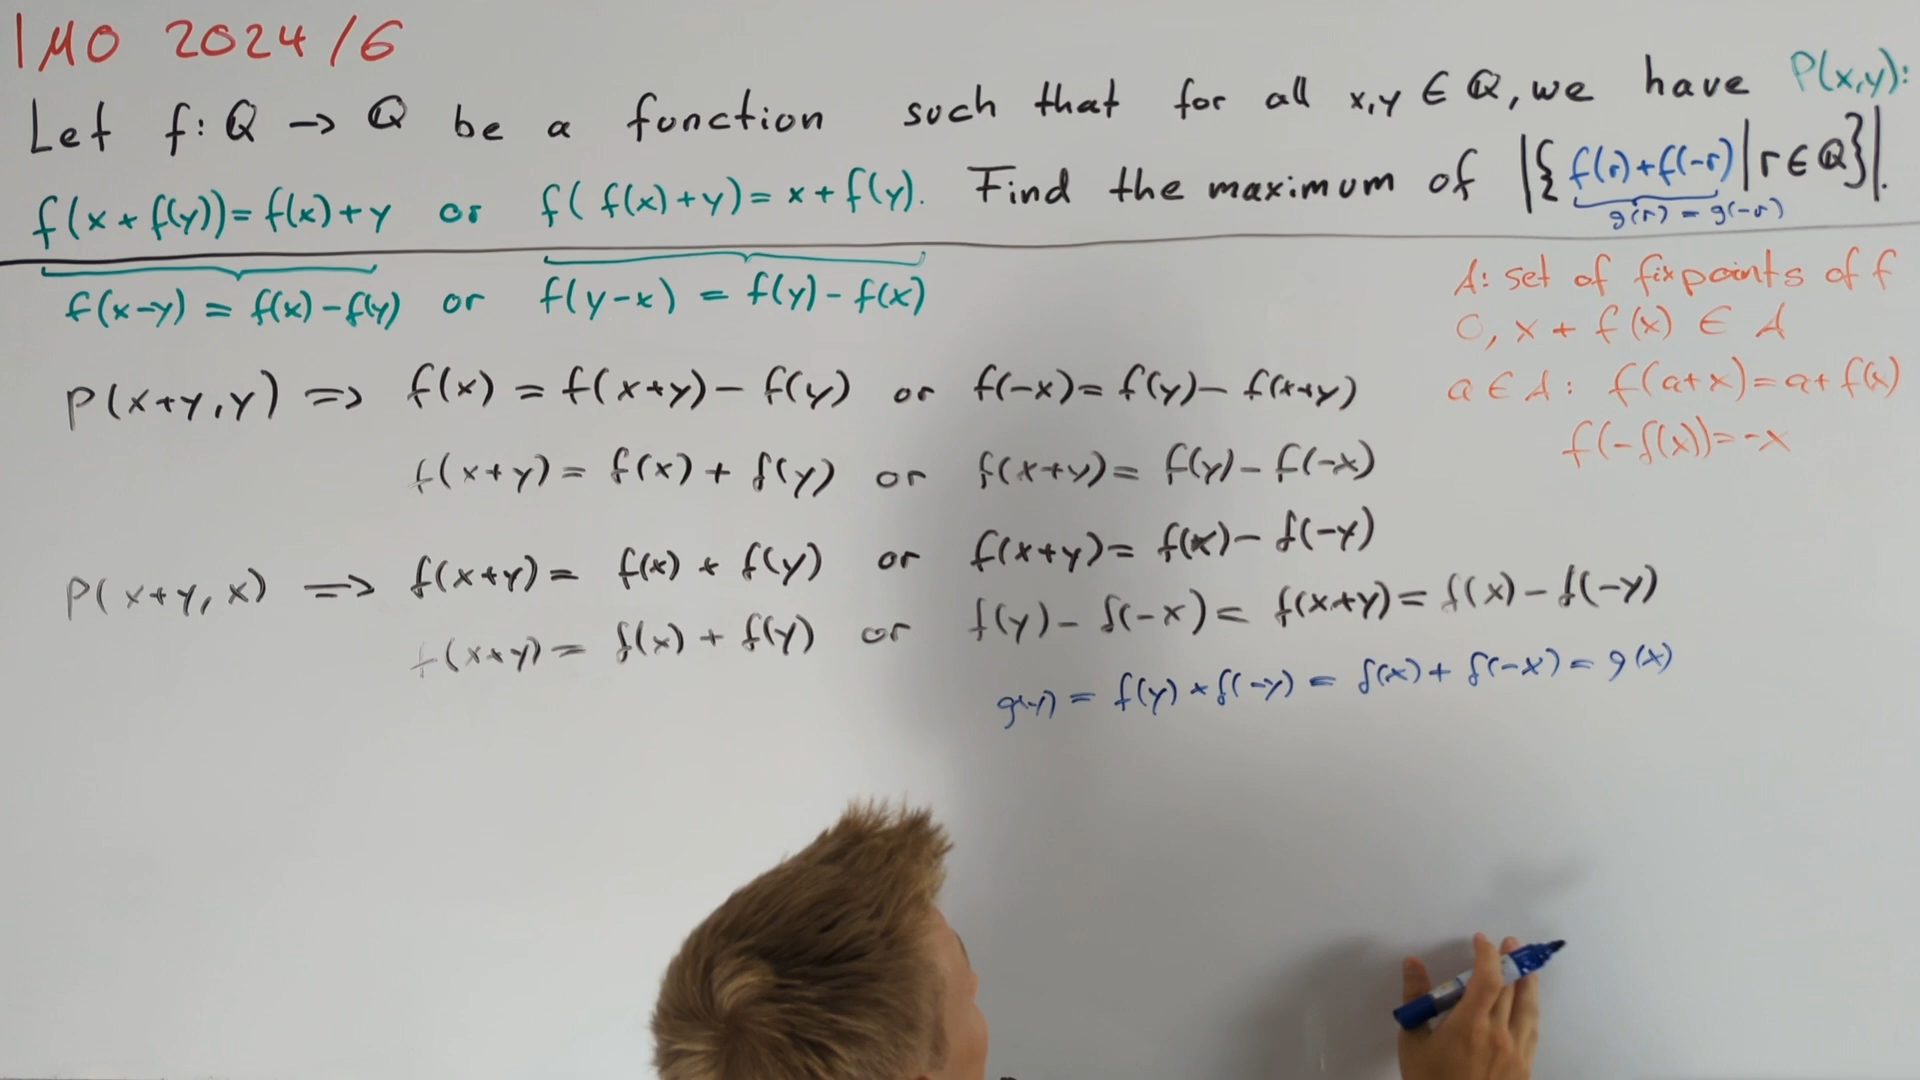 IMO 2024/6
Let f: Q → Q be a function such that for all x,y ∈ Q, we have P(x,y):
f(x + f(y)) = f(x) + y or f(f(x)+y) = x + f(y). Find the maximum of |{f(r)+f(-r) | r ∈ Q}|.
g(r) = g(-r)
f(x-y) = f(x) - f(y) or f(y-x) = f(y) - f(x)
A: set of fixpoints of f
0, x + f(x) ∈ A
a ∈ A: f(a+x) = a + f(x)
f(-f(x)) = -x
P(x+y, y) => f(x) = f(x+y) - f(y) or f(-x) = f(y) - f(x+y)
f(x+y) = f(x) + f(y) or f(x+y) = f(y) - f(-x)
P(x+y, x) => f(x+y) = f(x) + f(y) or f(x+y) = f(x) - f(-y)
f(x+y) = f(x) + f(y) or f(y) - f(-x) = f(x+y) = f(x) - f(-y)
g(y) = f(y) + f(-y) = f(x) + f(-x) = g(x)